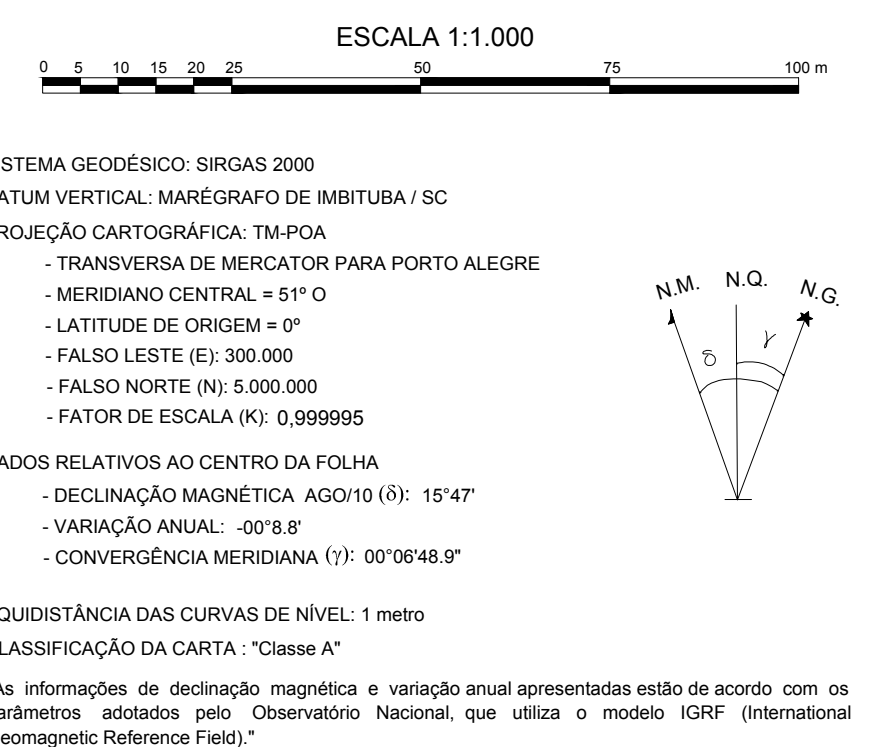 ESCALA 1:1.000
0 5 10 15 20 25 50 75 100 m
ISTEMA GEODÉSICO: SIRGAS 2000
ATUM VERTICAL: MARÉGRAFO DE IMBITUBA / SC
ROJEÇÃO CARTOGRÁFICA: TM-POA
- TRANSVERSA DE MERCATOR PARA PORTO ALEGRE
- MERIDIANO CENTRAL = 51º O
- LATITUDE DE ORIGEM = 0º
- FALSO LESTE (E): 300.000
- FALSO NORTE (N): 5.000.000
- FATOR DE ESCALA (K): 0,999995
N.M. N.Q. N.G.
δ γ
ADOS RELATIVOS AO CENTRO DA FOLHA
- DECLINAÇÃO MAGNÉTICA AGO/10 (δ): 15°47'
- VARIAÇÃO ANUAL: -00°8.8'
- CONVERGÊNCIA MERIDIANA (γ): 00°06'48.9"
QUIDISTÂNCIA DAS CURVAS DE NÍVEL: 1 metro
LASSIFICAÇÃO DA CARTA : "Classe A"
As informações de declinação magnética e variação anual apresentadas estão de acordo com os
arâmetros adotados pelo Observatório Nacional, que utiliza o modelo IGRF (International
eomagnetic Reference Field)."